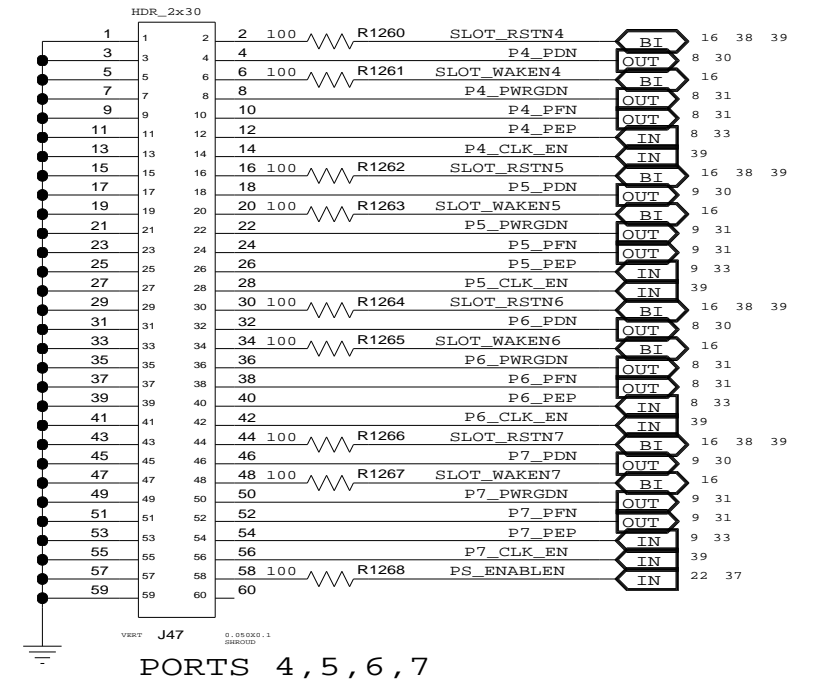 HDR_2x30
1 1 2 2 100 R1260 SLOT_RSTN4 BI 16 38 39
3 3 4 4 P4_PDN OUT 8 30
5 5 6 6 100 R1261 SLOT_WAKEN4 BI 16
7 7 8 8 P4_PWRGDN OUT 8 31
9 9 10 10 P4_PFN OUT 8 31
11 11 12 12 P4_PEP IN 8 33
13 13 14 14 P4_CLK_EN IN 39
15 15 16 16 100 R1262 SLOT_RSTN5 BI 16 38 39
17 17 18 18 P5_PDN OUT 9 30
19 19 20 20 100 R1263 SLOT_WAKEN5 BI 16
21 21 22 22 P5_PWRGDN OUT 9 31
23 23 24 24 P5_PFN OUT 9 31
25 25 26 26 P5_PEP IN 9 33
27 27 28 28 P5_CLK_EN IN 39
29 29 30 30 100 R1264 SLOT_RSTN6 BI 16 38 39
31 31 32 32 P6_PDN OUT 8 30
33 33 34 34 100 R1265 SLOT_WAKEN6 BI 16
35 35 36 36 P6_PWRGDN OUT 8 31
37 37 38 38 P6_PFN OUT 8 31
39 39 40 40 P6_PEP IN 8 33
41 41 42 42 P6_CLK_EN IN 39
43 43 44 44 100 R1266 SLOT_RSTN7 BI 16 38 39
45 45 46 46 P7_PDN OUT 9 30
47 47 48 48 100 R1267 SLOT_WAKEN7 BI 16
49 49 50 50 P7_PWRGDN OUT 9 31
51 51 52 52 P7_PFN OUT 9 31
53 53 54 54 P7_PEP IN 9 33
55 55 56 56 P7_CLK_EN IN 39
57 57 58 58 100 R1268 PS_ENABLEN IN 22 37
59 59 60 60
VERT J47 0.050X0.1
SHROUD
PORTS 4,5,6,7